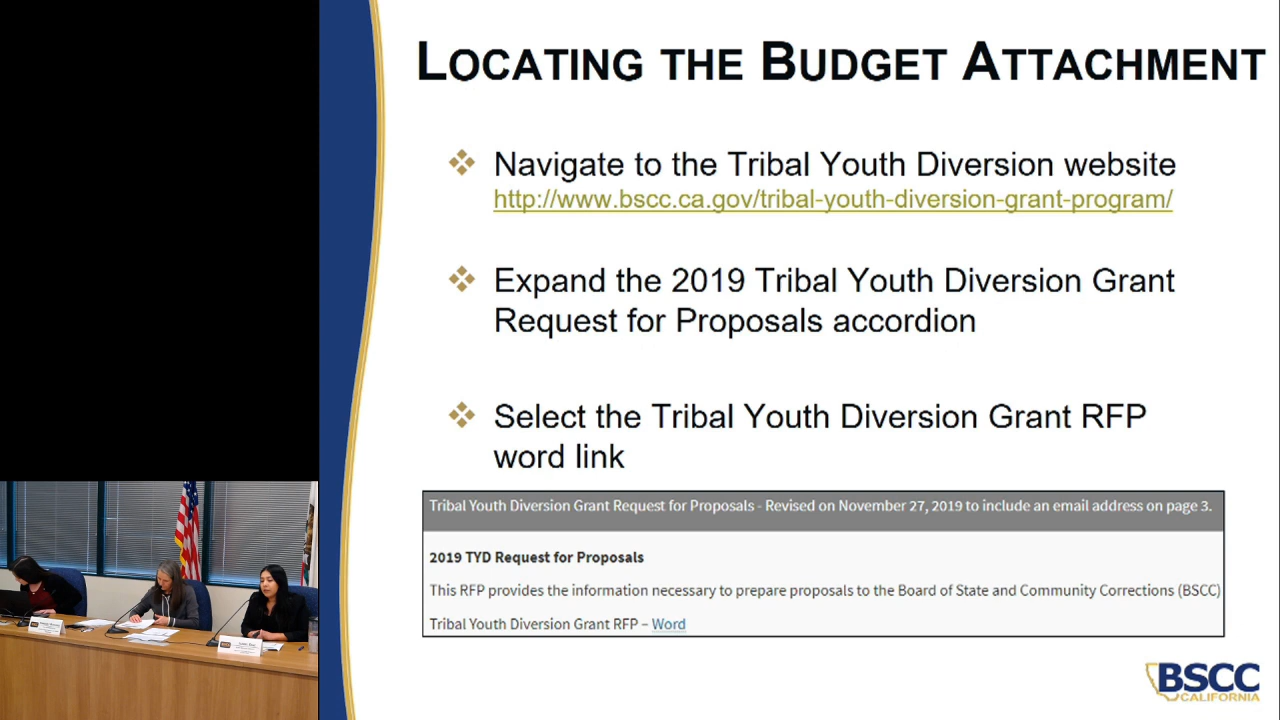 LOCATING THE BUDGET ATTACHMENT
Navigate to the Tribal Youth Diversion website
http://www.bscc.ca.gov/tribal-youth-diversion-grant-program/
Expand the 2019 Tribal Youth Diversion Grant
Request for Proposals accordion
Select the Tribal Youth Diversion Grant RFP
word link
Tribal Youth Diversion Grant Request for Proposals - Revised on November 27, 2019 to include an email address on page 3.
2019 TYD Request for Proposals
This RFP provides the information necessary to prepare proposals to the Board of State and Community Corrections (BSCC)
Tribal Youth Diversion Grant RFP – Word
BSCC
CALIFORNIA